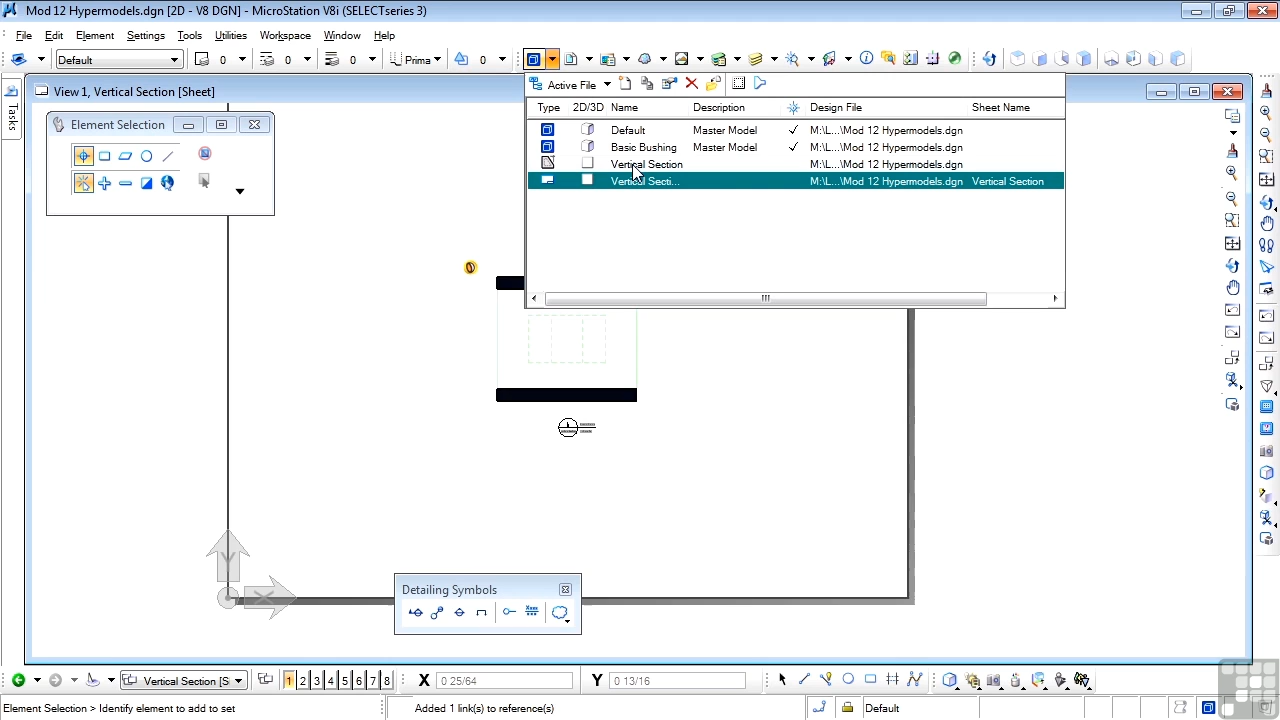 Mod 12 Hypermodels.dgn [2D - V8 DGN] - MicroStation V8i (SELECTseries 3)
File Edit Element Settings Tools Utilities Workspace Window Help
Default 0 0 0 Prima 0
Active File
View 1, Vertical Section [Sheet]
Type 2D/3D Name Description Design File Sheet Name
Tasks
Element Selection
Default Master Model M:\L...\Mod 12 Hypermodels.dgn
Basic Bushing Master Model M:\L...\Mod 12 Hypermodels.dgn
Vertical Section M:\L...\Mod 12 Hypermodels.dgn
Vertical Secti... M:\L...\Mod 12 Hypermodels.dgn Vertical Section
Y
X
Detailing Symbols
Vertical Section [S 1 2 3 4 5 6 7 8 X 0.25/64 Y 0 13/16
Element Selection > Identify element to add to set Added 1 link(s) to reference Default